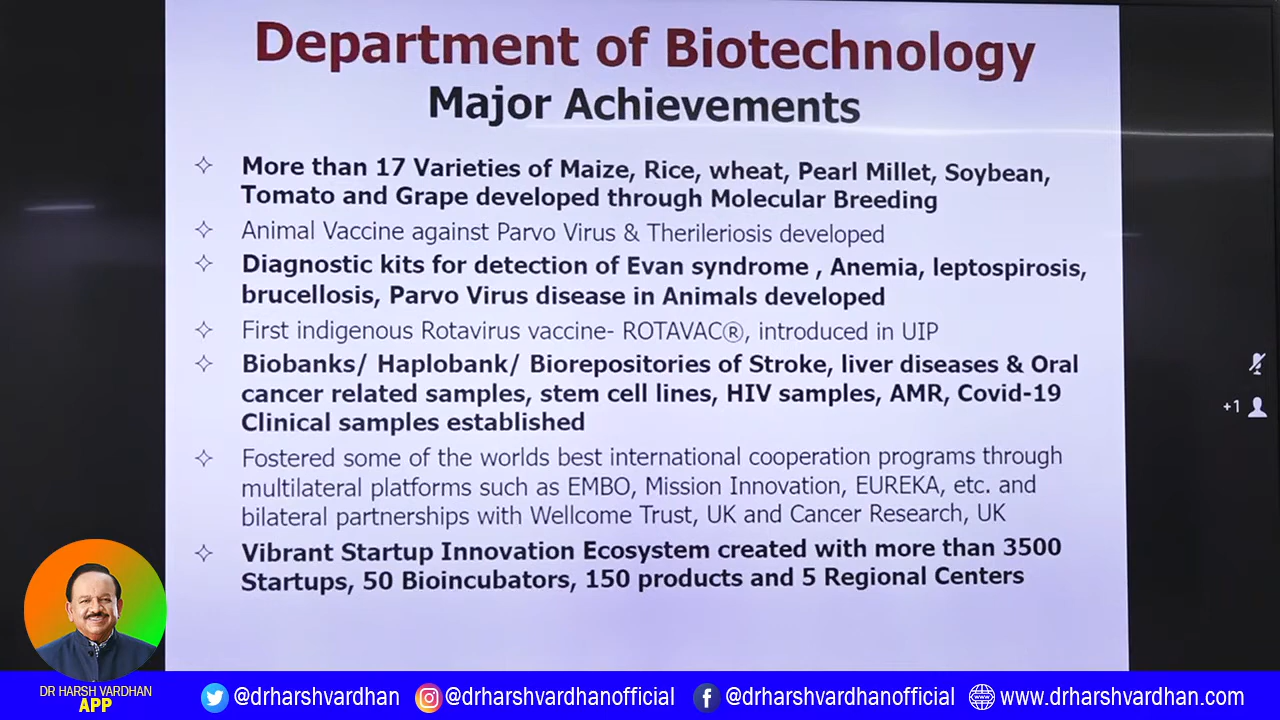 Department of Biotechnology
Major Achievements
More than 17 Varieties of Maize, Rice, wheat, Pearl Millet, Soybean,
Tomato and Grape developed through Molecular Breeding
Animal Vaccine against Parvo Virus & Therileriosis developed
Diagnostic kits for detection of Evan syndrome , Anemia, leptospirosis,
brucellosis, Parvo Virus disease in Animals developed
First indigenous Rotavirus vaccine- ROTAVAC®, introduced in UIP
Biobanks/ Haplobank/ Biorepositories of Stroke, liver diseases & Oral
cancer related samples, stem cell lines, HIV samples, AMR, Covid-19
Clinical samples established
Fostered some of the worlds best international cooperation programs through
multilateral platforms such as EMBO, Mission Innovation, EUREKA, etc. and
bilateral partnerships with Wellcome Trust, UK and Cancer Research, UK
Vibrant Startup Innovation Ecosystem created with more than 3500
Startups, 50 Bioincubators, 150 products and 5 Regional Centers
+1
DR HARSH VARDHAN
APP
@drharshvardhan @drharshvardhanofficial @drharshvardhanofficial www.drharshvardhan.com